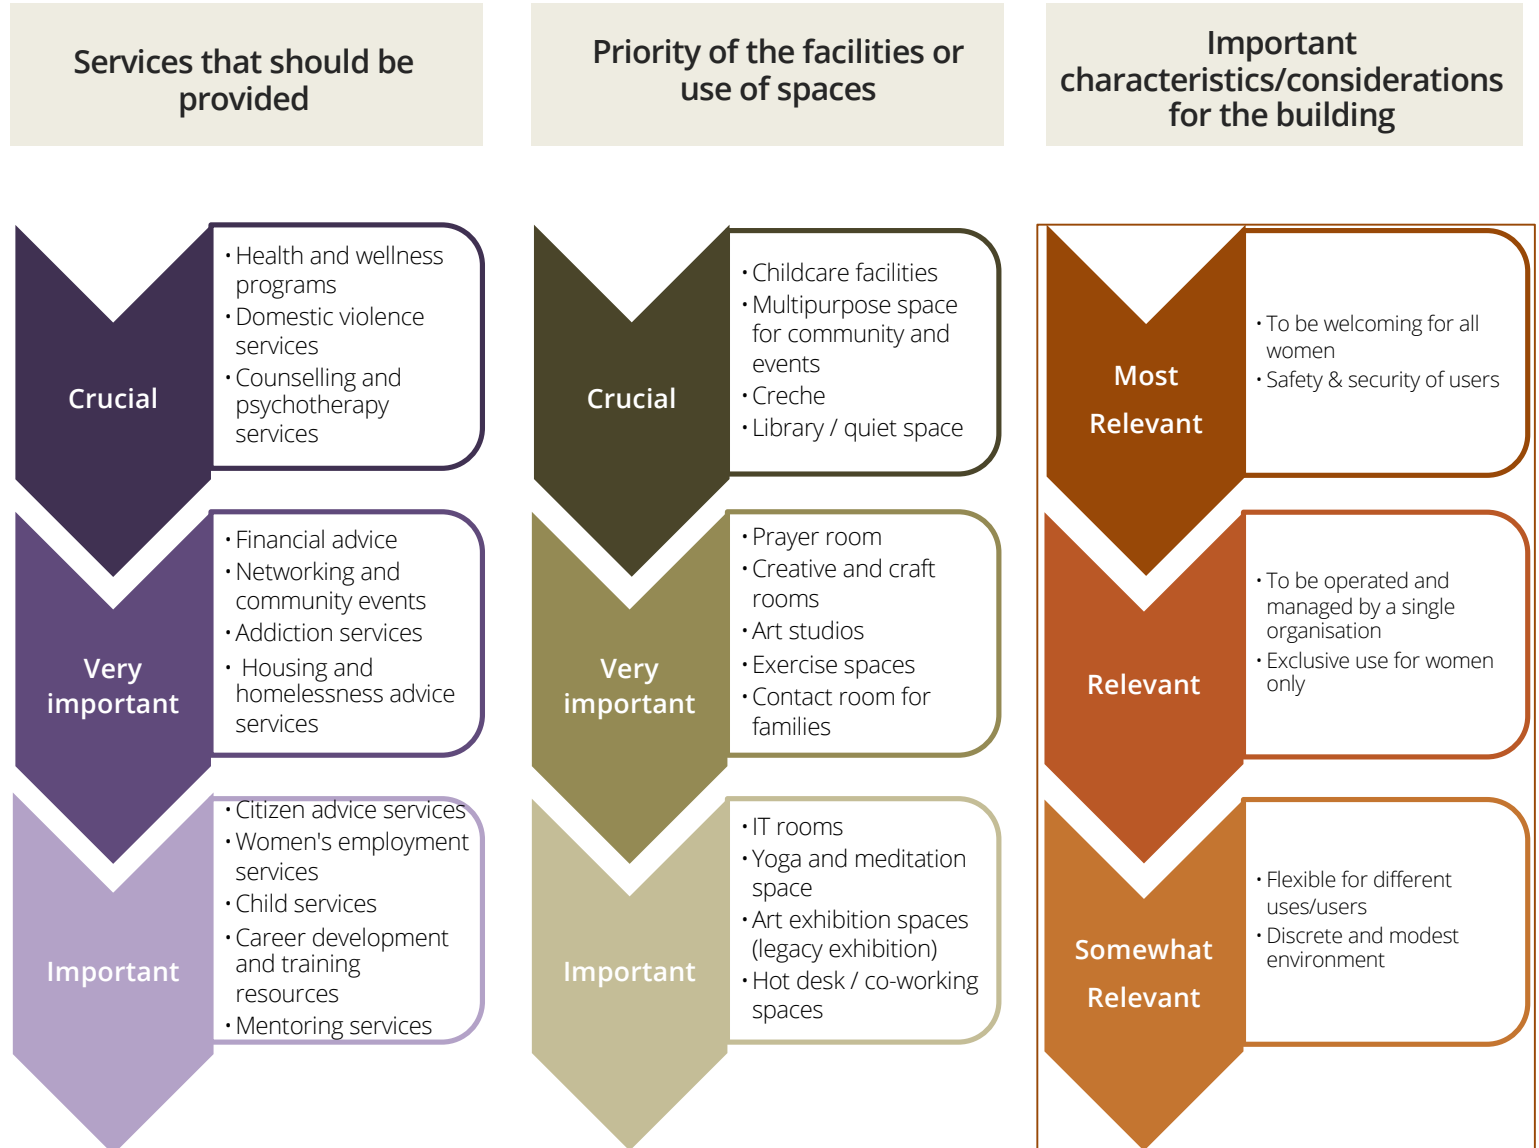 Services that should be
provided
Priority of the facilities or
use of spaces
Important
characteristics/considerations
for the building
Crucial
• Health and wellness
programs
• Domestic violence
services
• Counselling and
psychotherapy
services
Very
important
• Financial advice
• Networking and
community events
• Addiction services
• Housing and
homelessness advice
services
Important
• Citizen advice services
• Women's employment
services
• Child services
• Career development
and training
resources
• Mentoring services
Crucial
• Childcare facilities
• Multipurpose space
for community and
events
• Creche
• Library / quiet space
Very
important
• Prayer room
• Creative and craft
rooms
• Art studios
• Exercise spaces
• Contact room for
families
Important
• IT rooms
• Yoga and meditation
space
• Art exhibition spaces
(legacy exhibition)
• Hot desk / co-working
spaces
Most
Relevant
• To be welcoming for all
women
• Safety & security of users
Relevant
• To be operated and
managed by a single
organisation
• Exclusive use for women
only
Somewhat
Relevant
• Flexible for different
uses/users
• Discrete and modest
environment